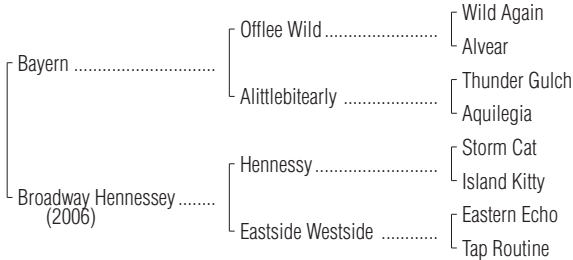 Wild Again
Offlee Wild
Alvear
Bayern
Thunder Gulch
Alittlebitearly
Aquilegia
Storm Cat
Hennessy
Island Kitty
Broadway Hennessey
(2006)
Eastern Echo
Eastside Westside
Tap Routine